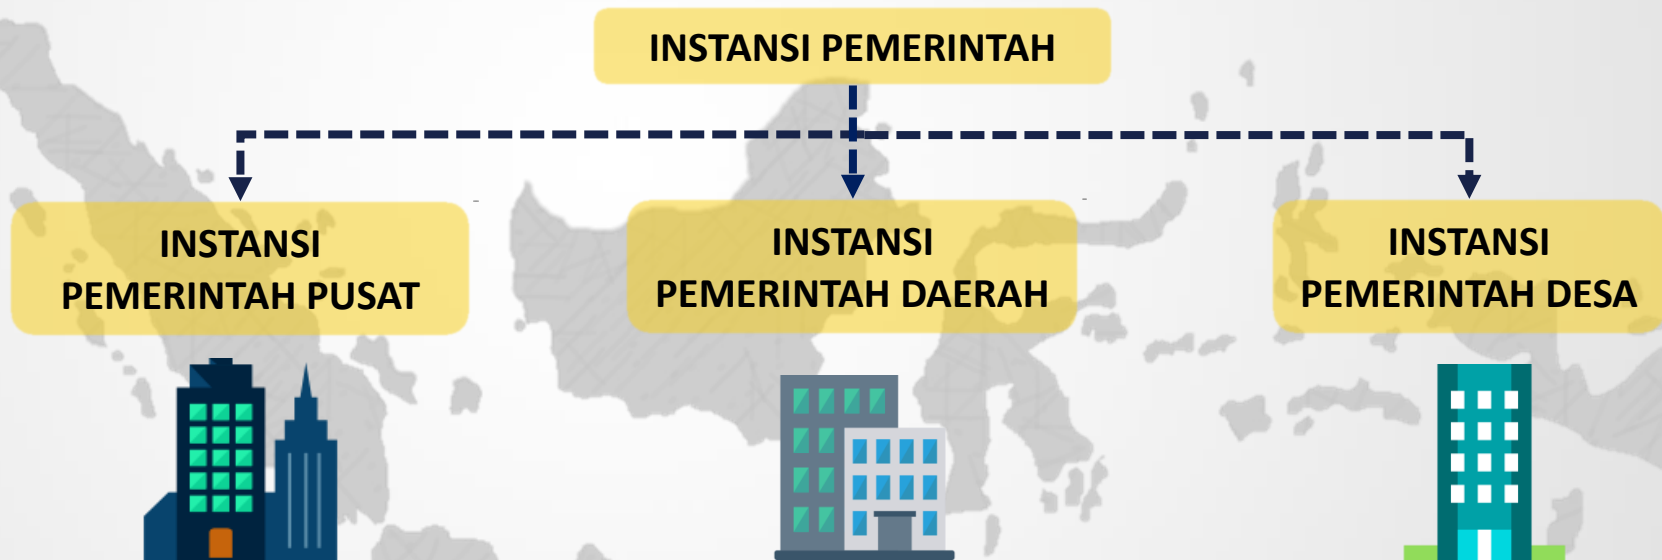 INSTANSI PEMERINTAH
INSTANSI
PEMERINTAH PUSAT
INSTANSI
PEMERINTAH DAERAH
INSTANSI
PEMERINTAH DESA